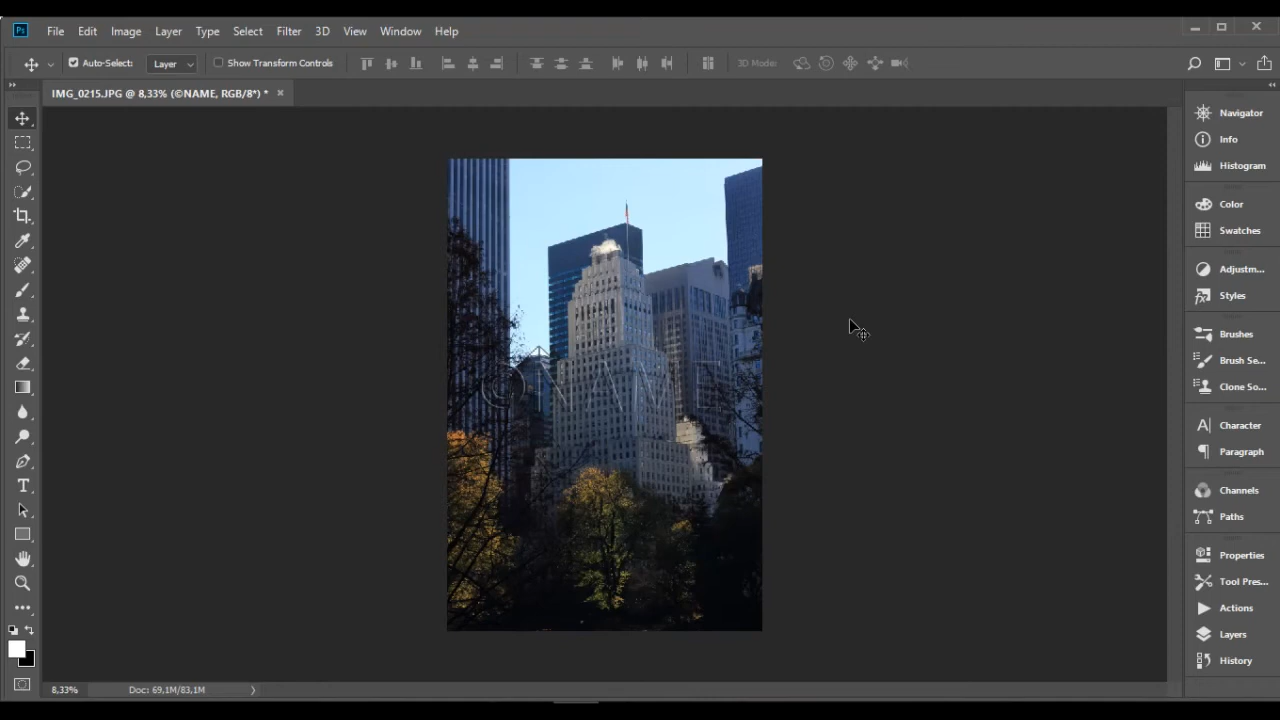 Ps File Edit Image Layer Type Select Filter 3D View Window Help
Auto-Select: Layer Show Transform Controls 3D Mode:
IMG_0215.JPG @ 8,33% (©NAME, RGB/8*) * ×
Navigator
Info
Histogram
Color
Swatches
Adjustm...
Styles
Brushes
Brush Se...
©NAME
Clone So...
Character
Paragraph
Channels
Paths
Properties
Tool Pres...
Actions
Layers
History
8,33% Doc: 69,1M/83,1M